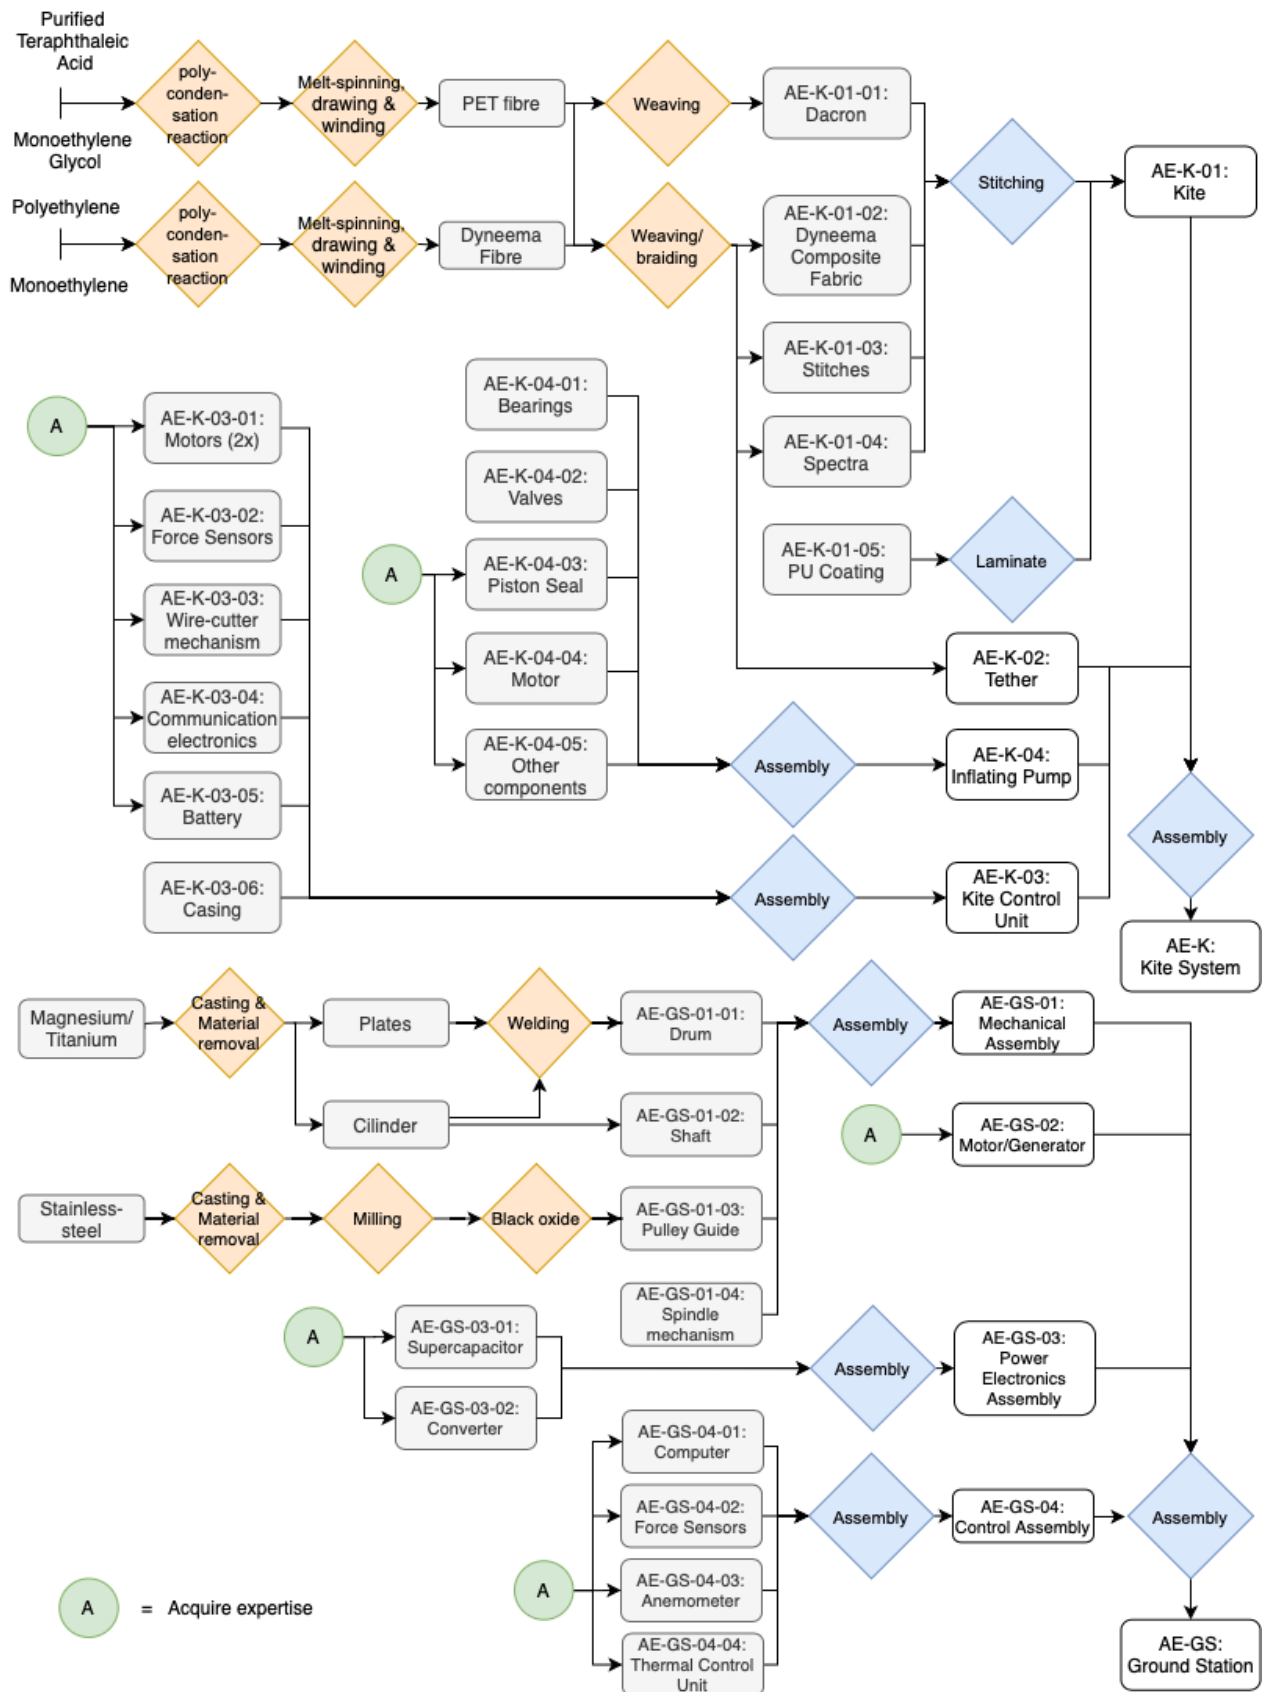 Purified
Teraphthaleic
Acid
Monoethylene
Glycol
poly-
conden-
sation
reaction
Melt-spinning,
drawing &
winding
PET fibre
Weaving
AE-K-01-01:
Dacron
Stitching
AE-K-01:
Kite
Polyethylene
Monoethylene
poly-
conden-
sation
reaction
Melt-spinning,
drawing &
winding
Dyneema
Fibre
Weaving/
braiding
AE-K-01-02:
Dyneema
Composite
Fabric
AE-K-01-03:
Stitches
AE-K-01-04:
Spectra
AE-K-01-05:
PU Coating
Laminate
A
AE-K-03-01:
Motors (2x)
AE-K-03-02:
Force Sensors
AE-K-03-03:
Wire-cutter
mechanism
AE-K-03-04:
Communication
electronics
AE-K-03-05:
Battery
AE-K-03-06:
Casing
A
AE-K-04-01:
Bearings
AE-K-04-02:
Valves
AE-K-04-03:
Piston Seal
AE-K-04-04:
Motor
AE-K-04-05:
Other
components
AE-K-02:
Tether
Assembly
AE-K-04:
Inflating Pump
Assembly
AE-K-03:
Kite Control
Unit
Assembly
AE-K:
Kite System
Magnesium/
Titanium
Casting &
Material
removal
Plates
Welding
AE-GS-01-01:
Drum
Assembly
AE-GS-01:
Mechanical
Assembly
Cilinder
AE-GS-01-02:
Shaft
A
AE-GS-02:
Motor/Generator
Stainless-
steel
Casting &
Material
removal
Milling
Black oxide
AE-GS-01-03:
Pulley Guide
AE-GS-01-04:
Spindle
mechanism
A
AE-GS-03-01:
Supercapacitor
AE-GS-03-02:
Converter
Assembly
AE-GS-03:
Power
Electronics
Assembly
A
AE-GS-04-01:
Computer
AE-GS-04-02:
Force Sensors
AE-GS-04-03:
Anemometer
AE-GS-04-04:
Thermal Control
Unit
Assembly
AE-GS-04:
Control Assembly
Assembly
AE-GS:
Ground Station
A = Acquire expertise